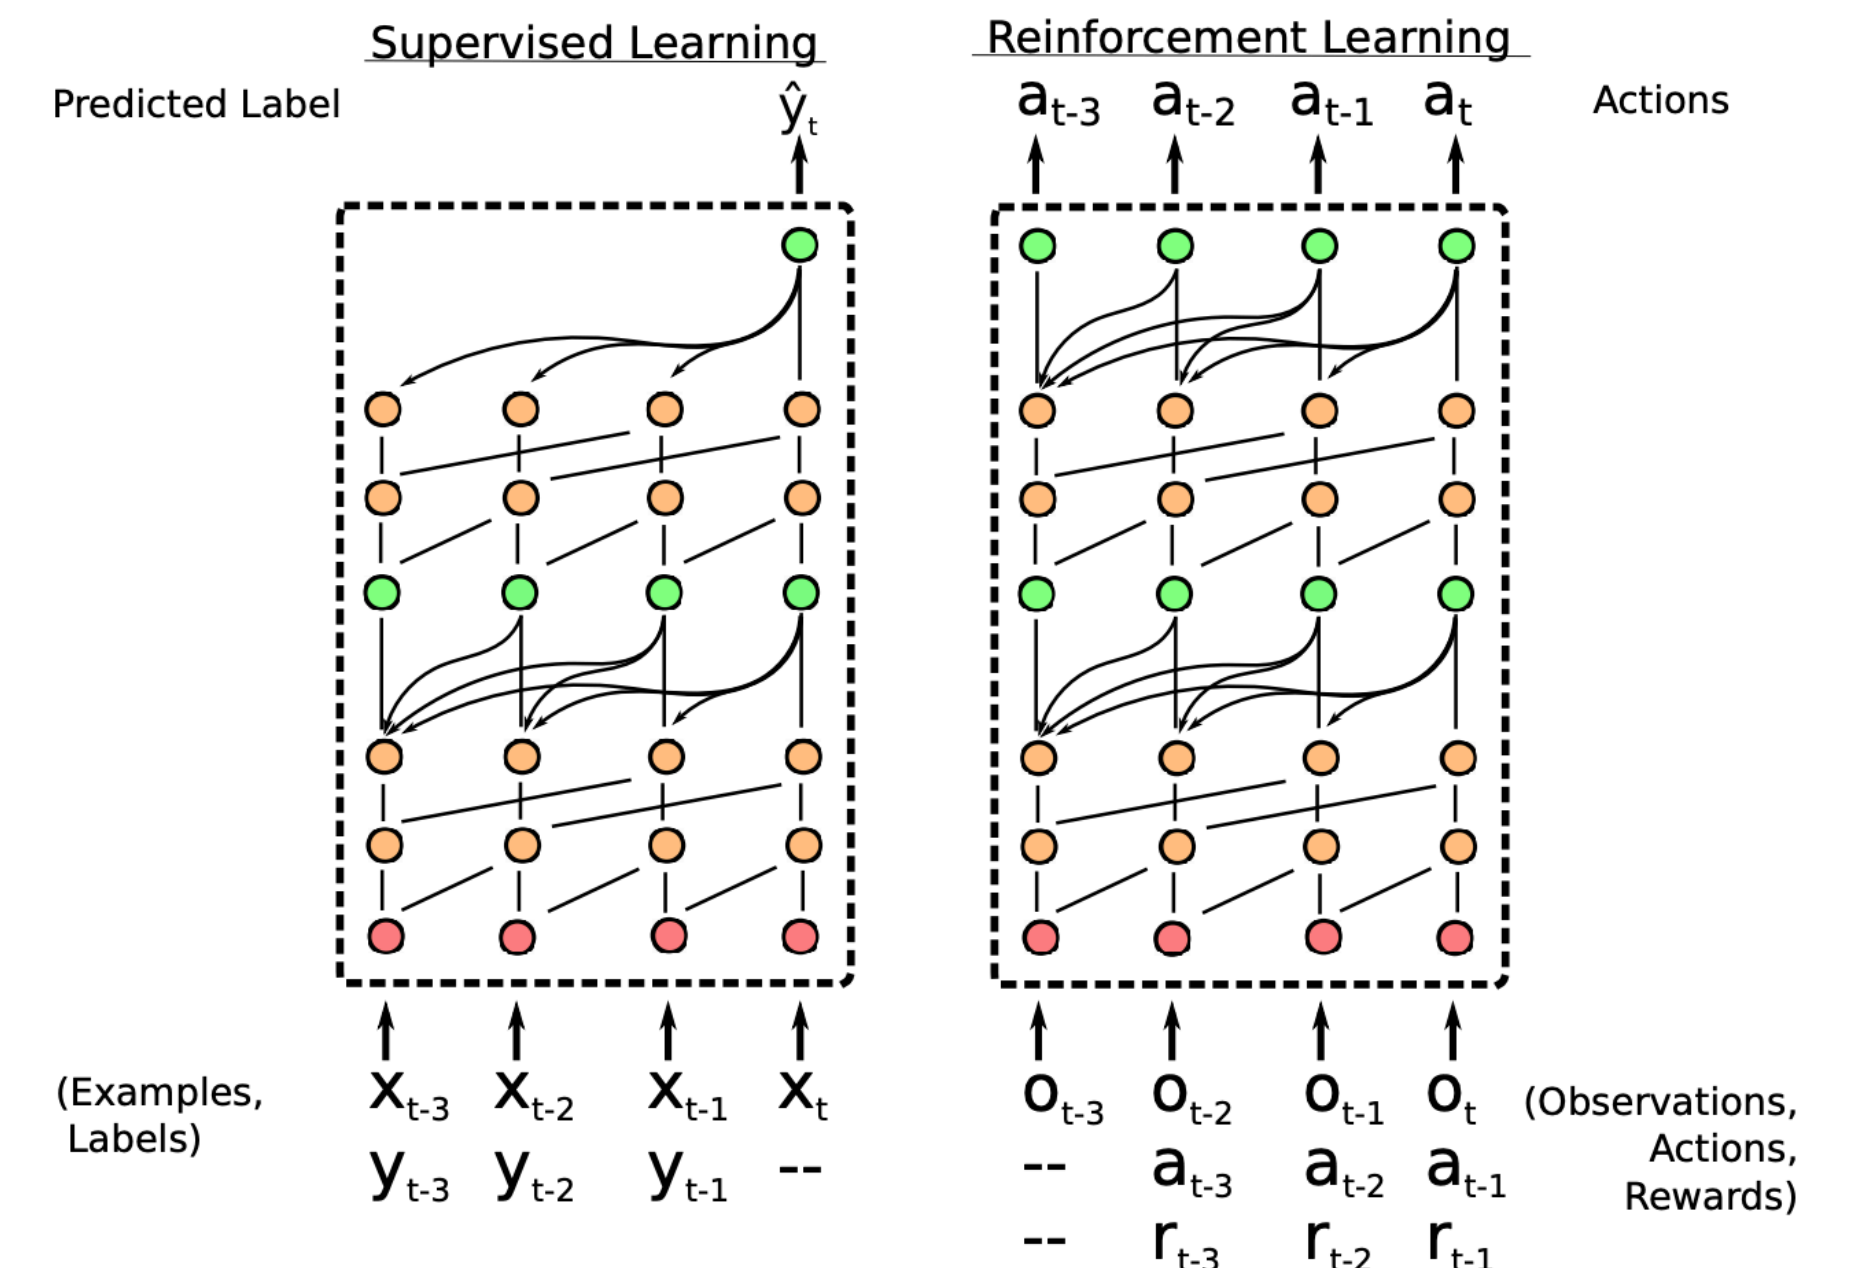 Supervised Learning
Reinforcement Learning
Predicted Label
ŷt
at-3 at-2 at-1 at
Actions
(Examples,
Labels)
xt-3 xt-2 xt-1 xt
yt-3 yt-2 yt-1 --
ot-3 ot-2 ot-1 ot
-- at-3 at-2 at-1
-- rt-3 rt-2 rt-1
(Observations,
Actions,
Rewards)